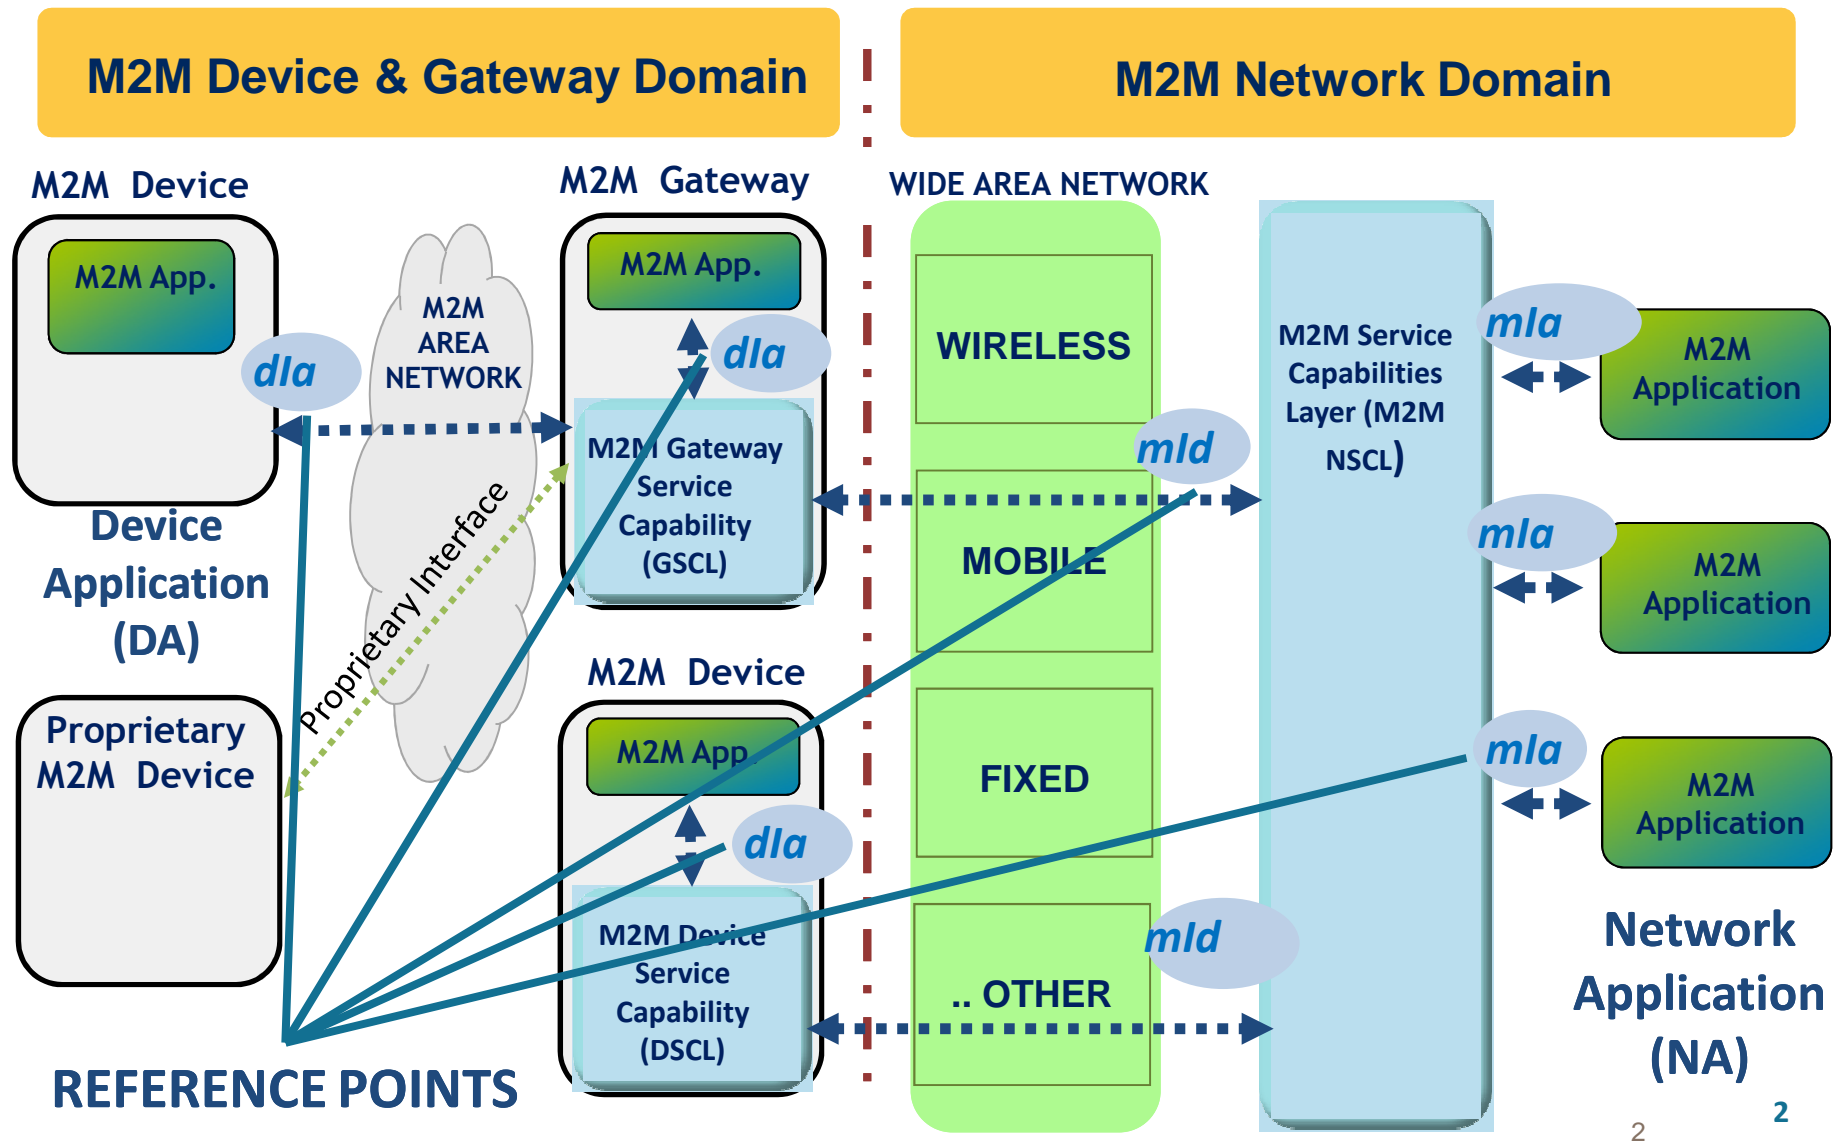 M2M Device & Gateway Domain
M2M Network Domain
M2M Device
M2M App.
dIa
Device
Application
(DA)
Proprietary
M2M Device
M2M
AREA
NETWORK
Proprietary Interface
M2M Gateway
M2M App.
dIa
M2M Gateway
Service
Capability
(GSCL)
M2M Device
M2M App.
dIa
M2M Device
Service
Capability
(DSCL)
REFERENCE POINTS
WIDE AREA NETWORK
WIRELESS
MOBILE
FIXED
.. OTHER
mId
mId
M2M Service
Capabilities
Layer (M2M
NSCL)
mIa
M2M
Application
mIa
M2M
Application
mIa
M2M
Application
Network
Application
(NA)
2
2